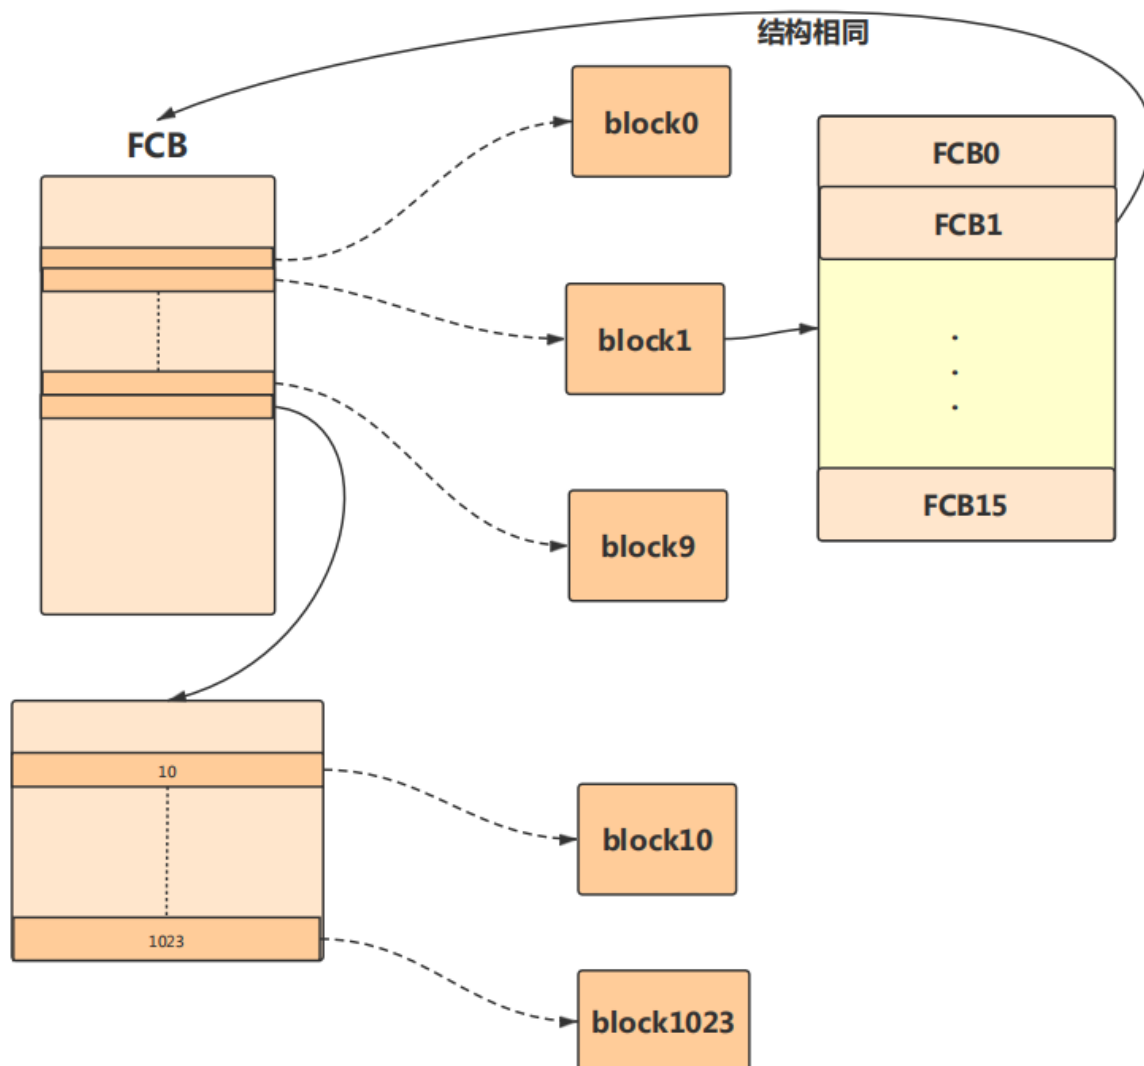 结构相同
FCB
block0
FCB0
FCB1
block1
.
.
.
FCB15
block9
10
block10
1023
block1023